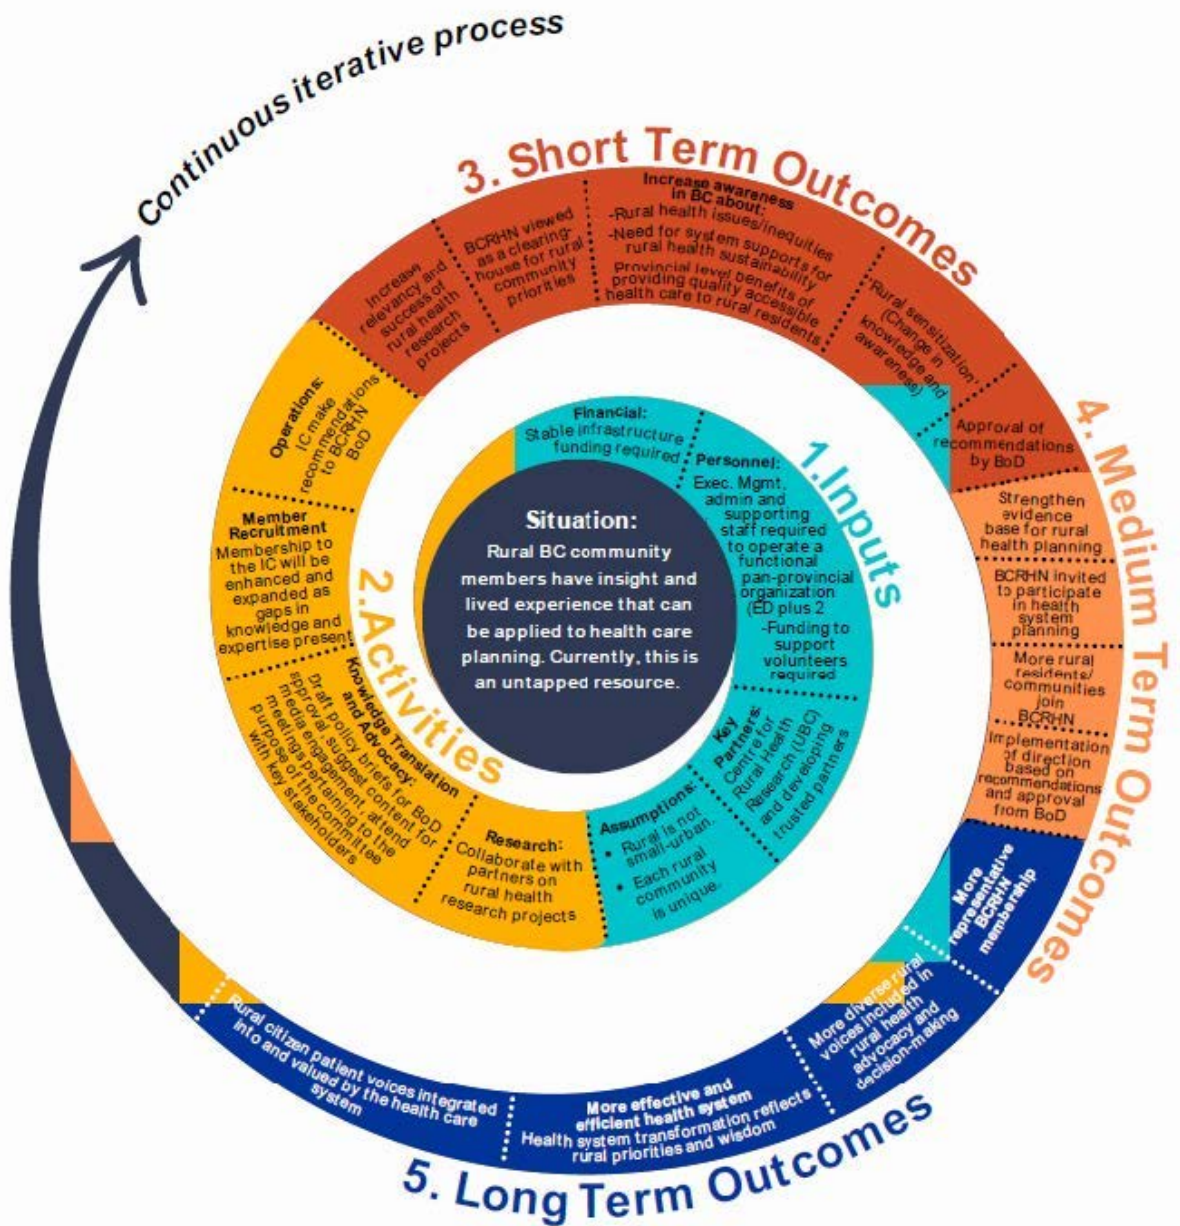 Continuous iterative process
Situation:
Rural BC community
members have insight and
lived experience that can
be applied to health care
planning. Currently, this is
an untapped resource.
1.Inputs
Financial:
Stable infrastructure
funding required
Personnel:
Exec. Mgmt,
admin and
supporting
staff required
to operate a
functional
pan-provincial
organization
(ED plus 2
-Funding to
support
volunteers
required
Key
Partners:
Centre for
Rural Health
Research (UBC)
and developing
trusted partners
Assumptions:
• Rural is not
small-urban.
• Each rural
community
is unique.
2.Activities
Research:
Collaborate with
partners on
rural health
research projects
Knowledge Translation
and Advocacy:
Draft policy briefs for BoD
approval suggest content for
media engagement, attend
meetings pertaining to the
purpose of the committee
with key stakeholders
Member
Recruitment
Membership to
the IC will be
enhanced and
expanded as
gaps in
knowledge and
expertise present
Operations:
IC make
recommendations
to BCRHN
BoD
3. Short Term Outcomes
Increase
relevancy and
success of
rural health
research
projects
BCRHN viewed
as a clearing-
house for rural
community
priorities
Increase awareness
in BC about:
-Rural health issues/inequities
-Need for system supports for
rural health sustainability
Provincial level benefits of
providing quality accessible
health care to rural residents
"Rural sensitization"
(Change in
knowledge and
awareness)
Approval of
recommendations
by BoD
4. Medium Term Outcomes
Strengthen
evidence
base for rural
health planning
BCRHN invited
to participate
in health
system
planning
More rural
residents/
communities
join
BCRHN
Implementation
of direction
based on
recommendations
and approval
from BoD
5. Long Term Outcomes
More
representative
BCRHN
membership
More diverse rural
voices included in
rural health
advocacy and
decision-making
More effective and
efficient health system
Health system transformation reflects
rural priorities and wisdom
Rural citizen patient voices integrated
into and valued by the health care
system